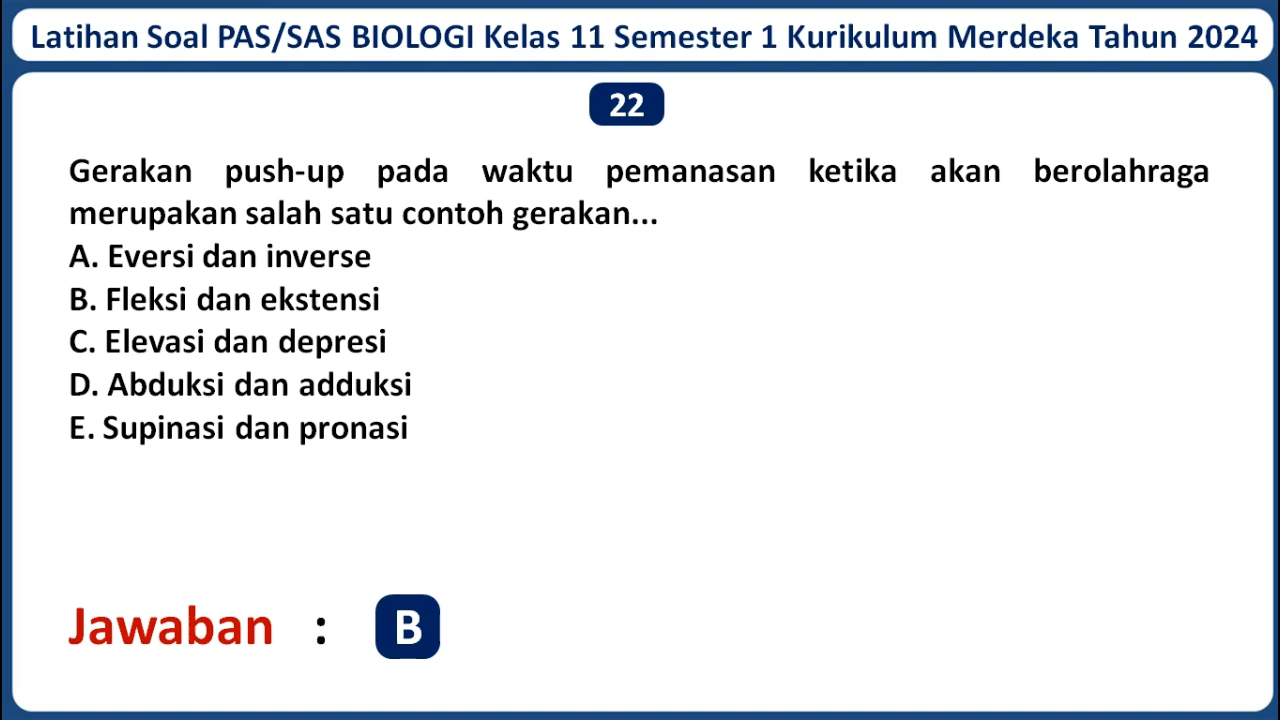 Latihan Soal PAS/SAS BIOLOGI Kelas 11 Semester 1 Kurikulum Merdeka Tahun 2024
22
Gerakan push-up pada waktu pemanasan ketika akan berolahraga
merupakan salah satu contoh gerakan...
A. Eversi dan inverse
B. Fleksi dan ekstensi
C. Elevasi dan depresi
D. Abduksi dan adduksi
E. Supinasi dan pronasi
Jawaban : B